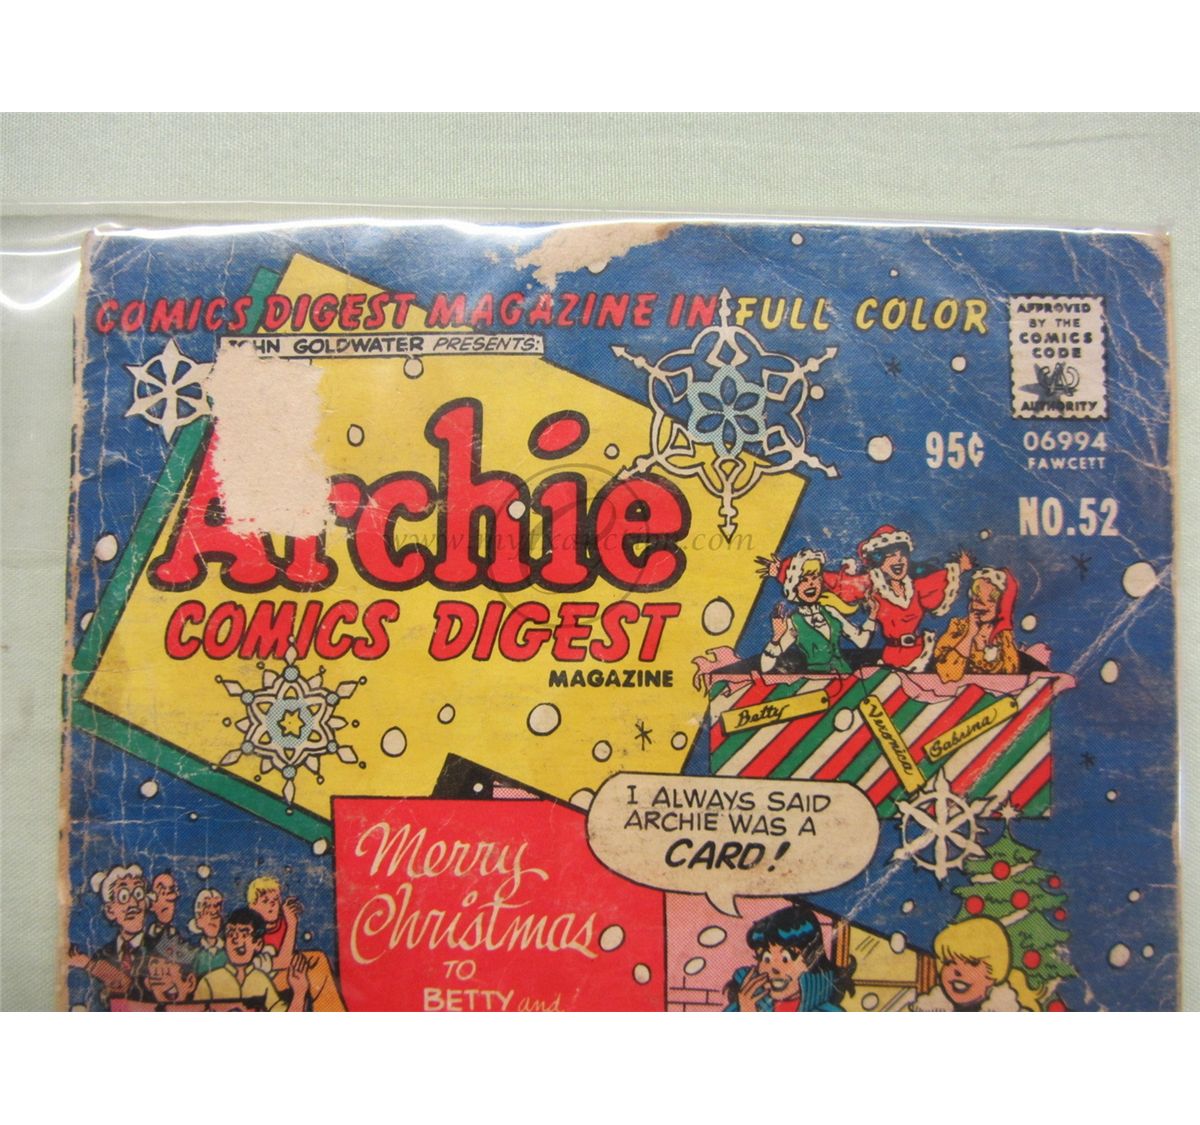 COMICS DIGEST MAGAZINE IN FULL COLOR
JOHN GOLDWATER PRESENTS:
APPROVED
BY THE
COMICS
CODE
AUTHORITY
95¢
06994
FAWCETT
NO.52
Archie
COMICS DIGEST
MAGAZINE
Betty
Veronica
Sabrina
I ALWAYS SAID
ARCHIE WAS A
CARD!
Merry
Christmas
TO
BETTY and